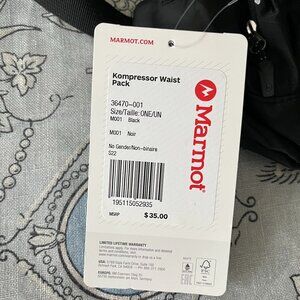 MARMOT.COM
Kompressor Waist
Pack
36470-001
Size/Taille: ONE/UN
M001 Black
M001 Noir
No Gender/Non-binaire
S22
195115052935
MSRP $ 35.00
Marmot
LIMITED LIFETIME WARRANTY
FSC